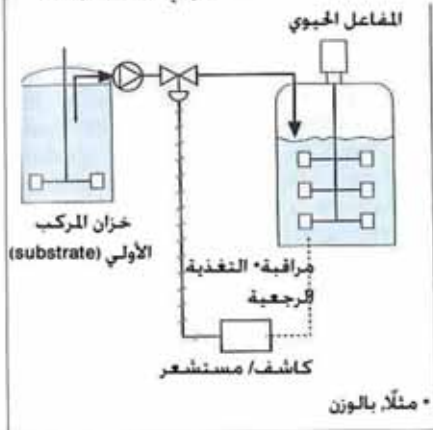 المفاعل الحيوي
خزان المركب
الأولي (substrate)
مراقبة* التغذية
الرجعية
كاشف/ مستشعر
* مثلًا، بالوزن